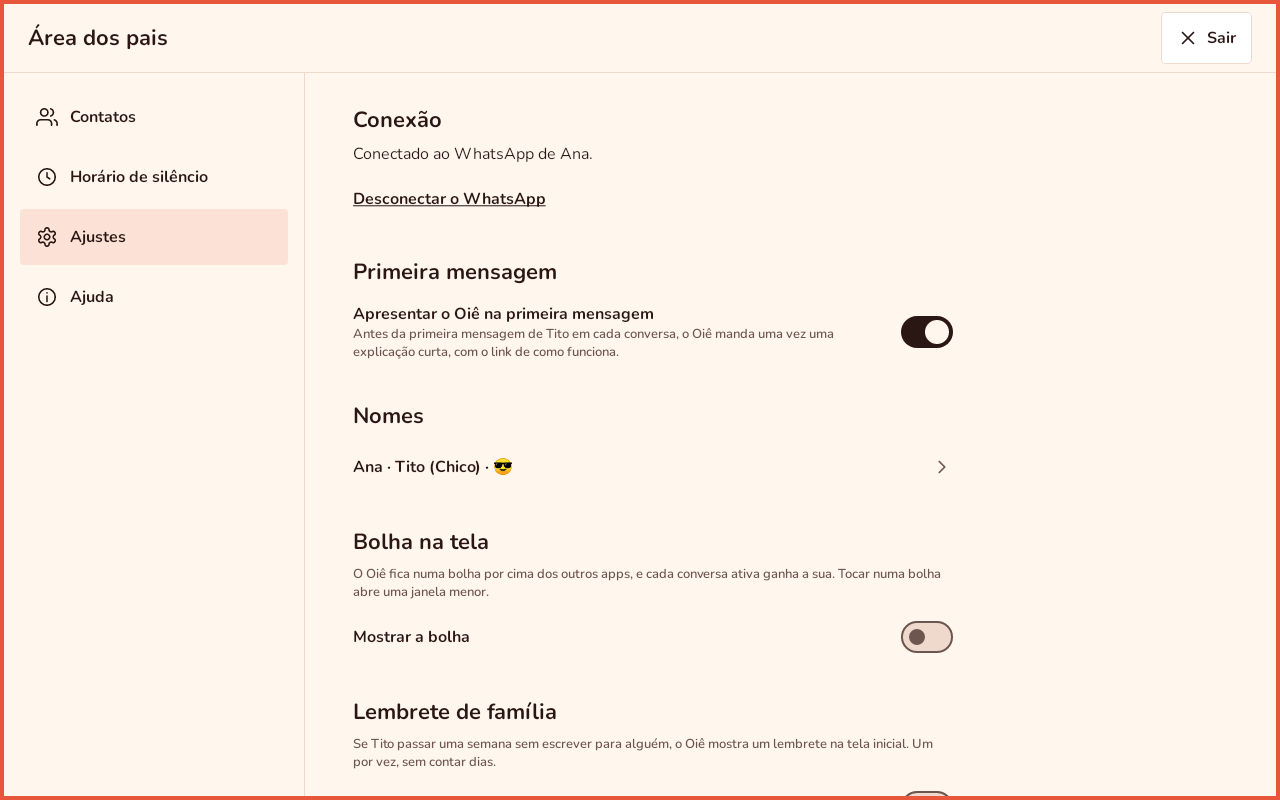 Área dos pais
Sair
Contatos
Horário de silêncio
Ajustes
Ajuda
Conexão
Conectado ao WhatsApp de Ana.
Desconectar o WhatsApp
Primeira mensagem
Apresentar o Oiê na primeira mensagem
Antes da primeira mensagem de Tito em cada conversa, o Oiê manda uma vez uma
explicação curta, com o link de como funciona.
Nomes
Ana · Tito (Chico) · 😎
Bolha na tela
O Oiê fica numa bolha por cima dos outros apps, e cada conversa ativa ganha a sua. Tocar numa bolha
abre uma janela menor.
Mostrar a bolha
Lembrete de família
Se Tito passar uma semana sem escrever para alguém, o Oiê mostra um lembrete na tela inicial. Um
por vez, sem contar dias.